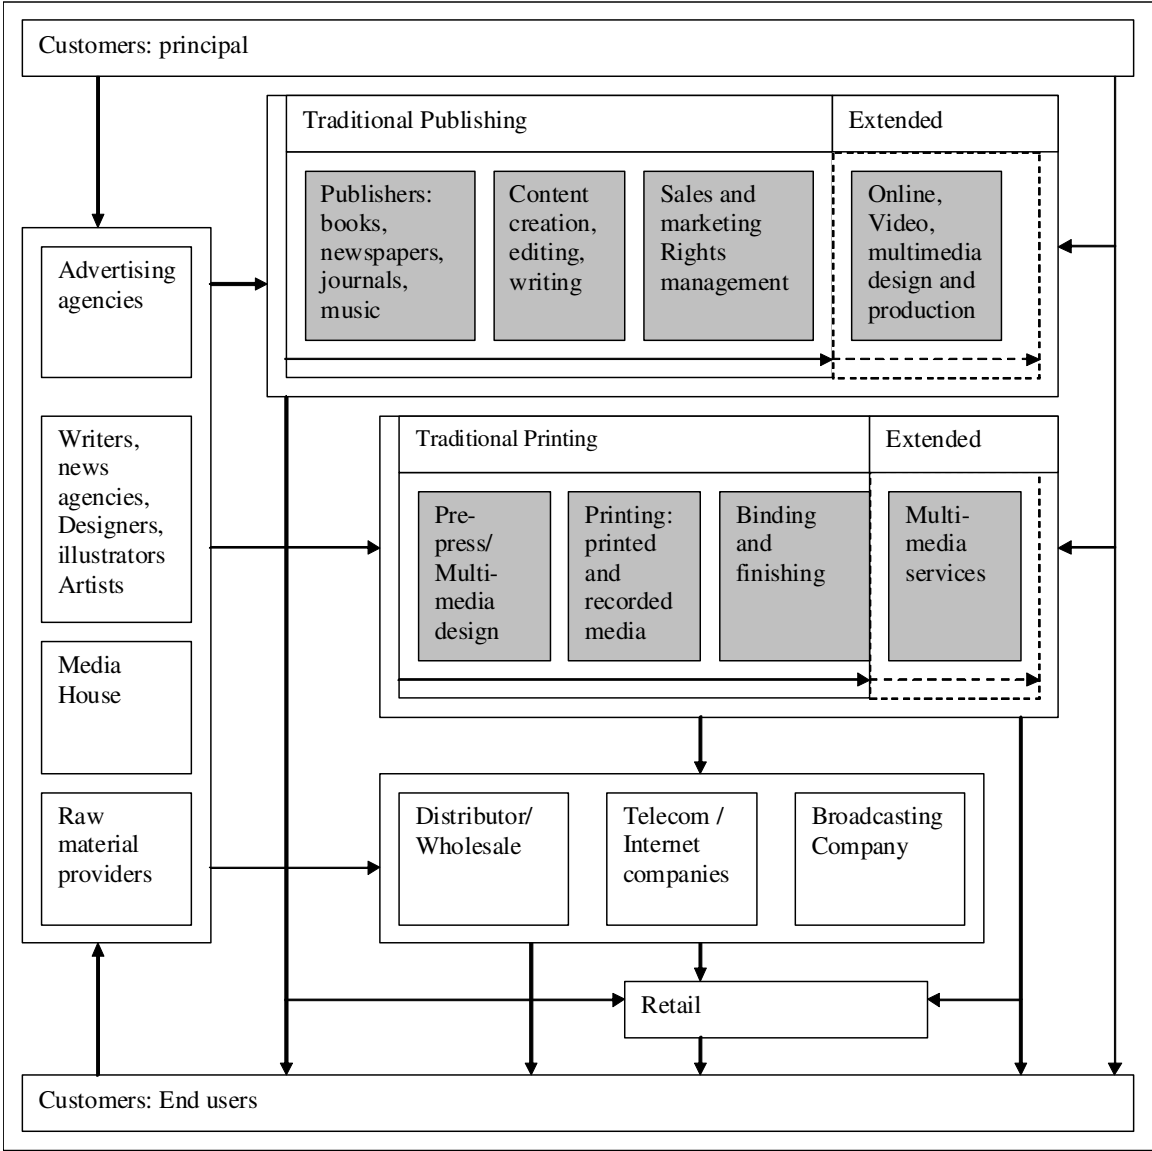 Customers: principal
Traditional Publishing
Extended
Publishers:
books,
newspapers,
journals,
music
Content
creation,
editing,
writing
Sales and
marketing
Rights
management
Online,
Video,
multimedia
design and
production
Advertising
agencies
Writers,
news
agencies,
Designers,
illustrators
Artists
Media
House
Raw
material
providers
Traditional Printing
Extended
Pre-
press/
Multi-
media
design
Printing:
printed
and
recorded
media
Binding
and
finishing
Multi-
media
services
Distributor/
Wholesale
Telecom /
Internet
companies
Broadcasting
Company
Retail
Customers: End users